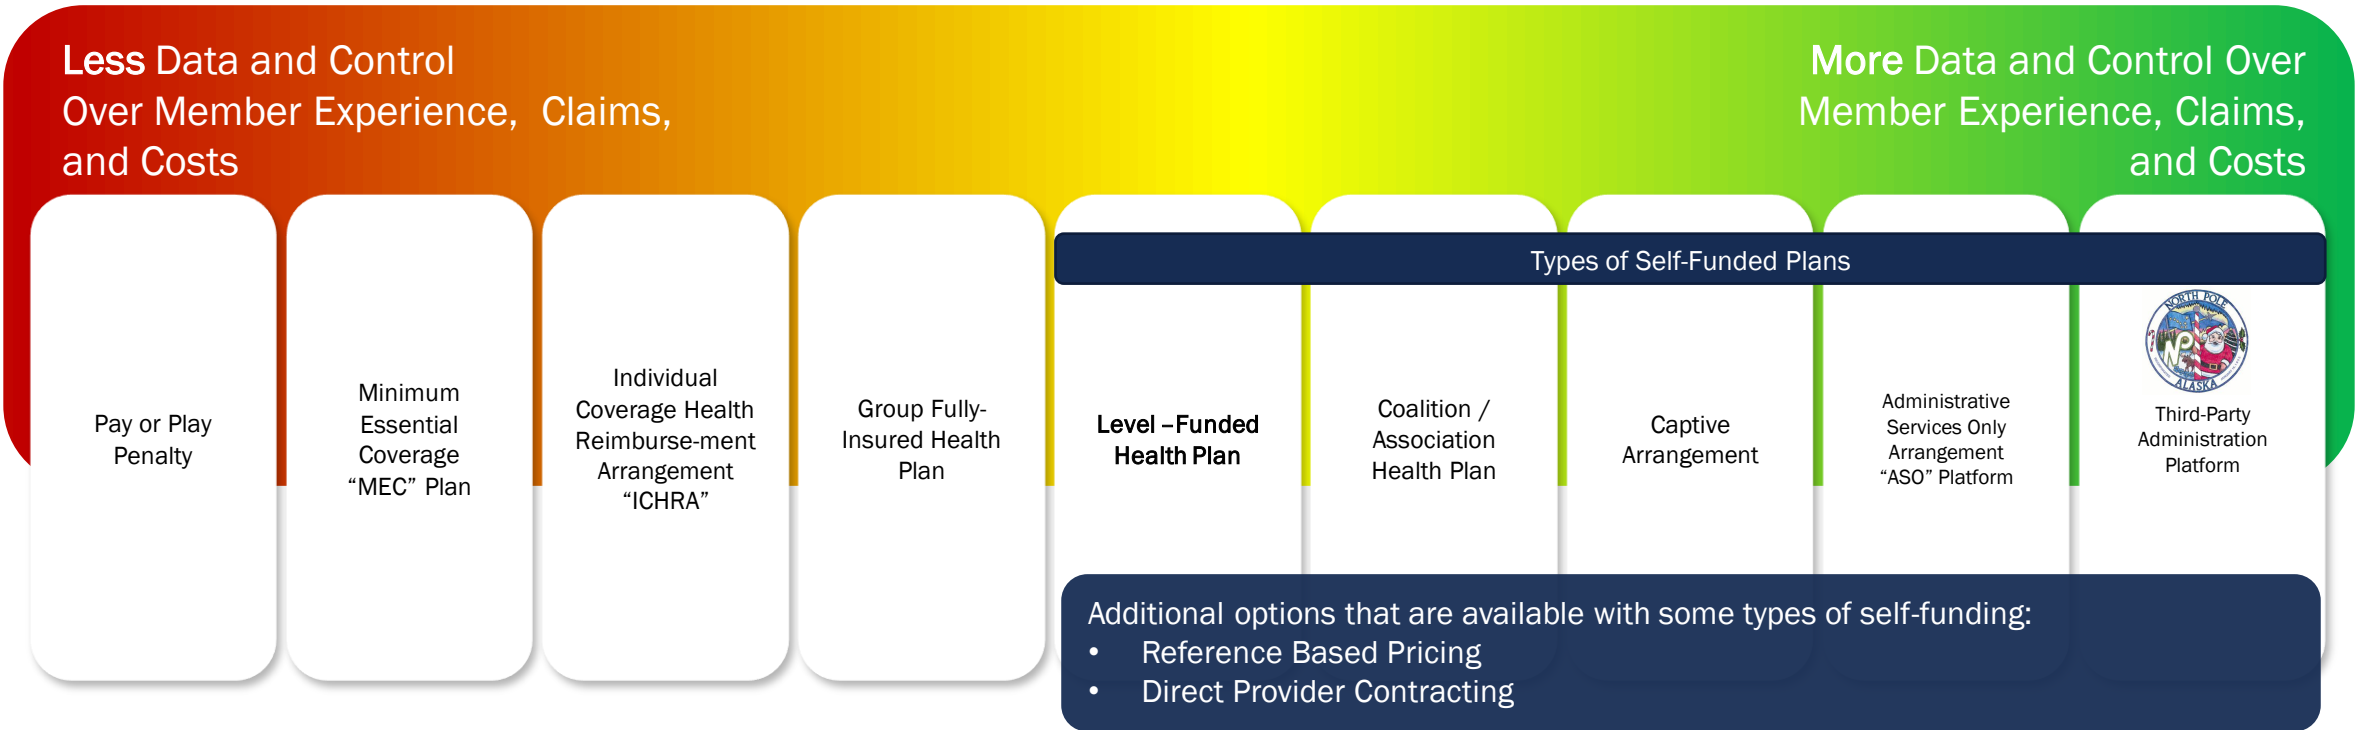 Less Data and Control
Over Member Experience, Claims,
and Costs
More Data and Control Over
Member Experience, Claims,
and Costs
Types of Self-Funded Plans
Pay or Play
Penalty
Minimum
Essential
Coverage
“MEC” Plan
Individual
Coverage Health
Reimburse-ment
Arrangement
“ICHRA”
Group Fully-
Insured Health
Plan
Level –Funded
Health Plan
Coalition /
Association
Health Plan
Captive
Arrangement
Administrative
Services Only
Arrangement
“ASO” Platform
NORTH POLE
NP
ALASKA
Third-Party
Administration
Platform
Additional options that are available with some types of self-funding:
• Reference Based Pricing
• Direct Provider Contracting